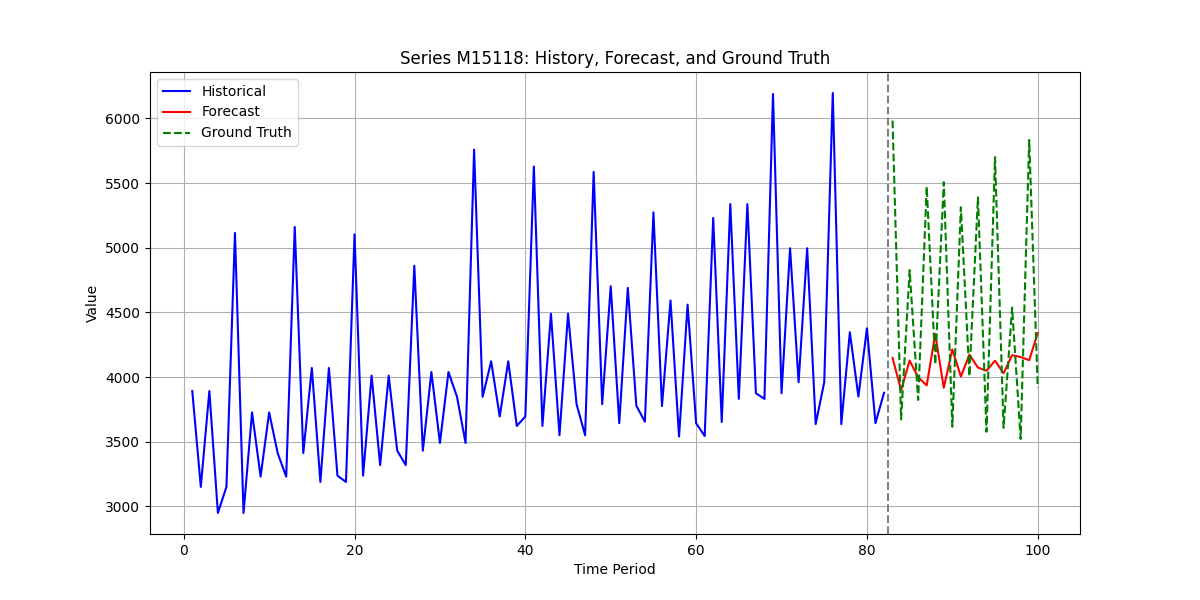 Series M15118: History, Forecast, and Ground Truth
Historical
Forecast
Ground Truth
6000
5500
5000
4500
4000
3500
3000
Value
0 20 40 60 80 100
Time Period